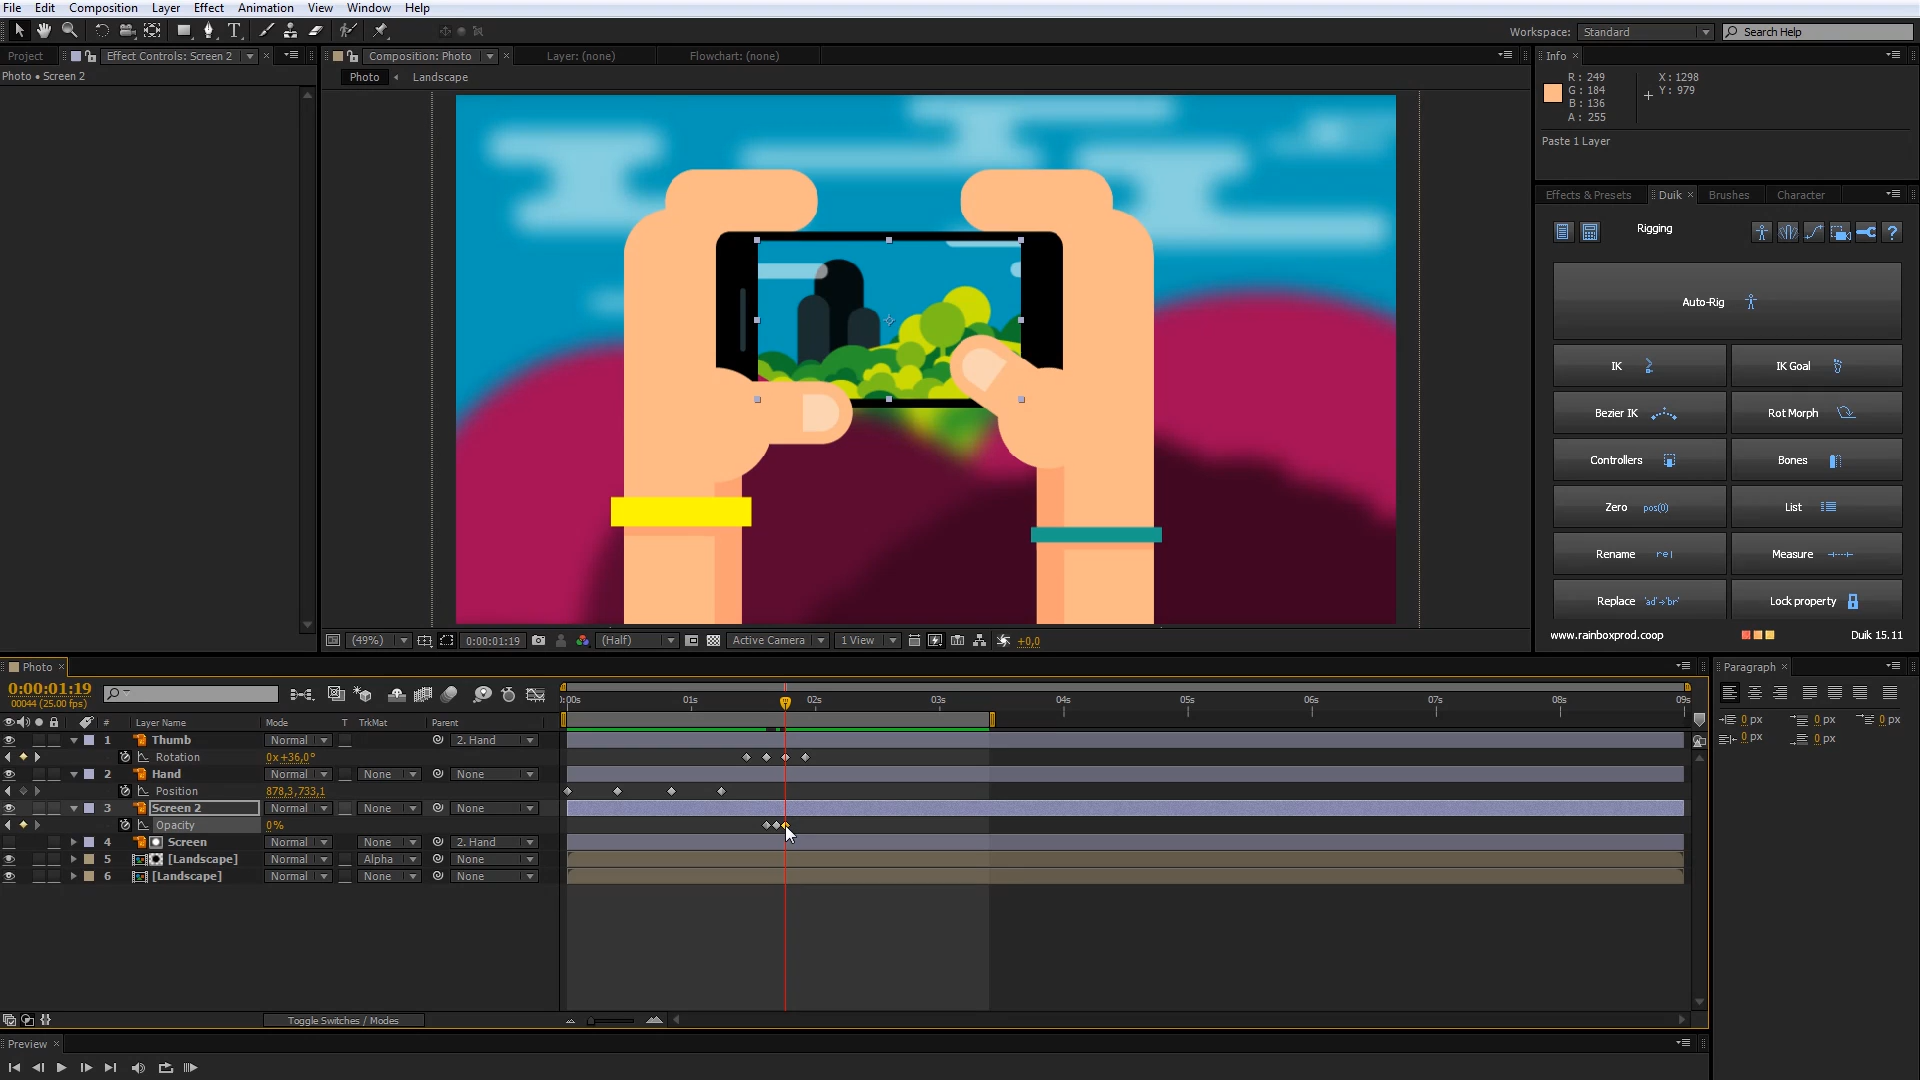 File Edit Composition Layer Effect Animation View Window Help
Workspace: Standard Search Help
Project Effect Controls: Screen 2 Composition: Photo Layer: (none) Flowchart: (none) Info
Photo • Screen 2 Photo Landscape
R: 249 X: 1298
G: 184 Y: 979
B: 136
A: 255
Paste 1 Layer
Effects & Presets Duik Brushes Character
Rigging ?
Auto-Rig
IK IK Goal
Bezier IK Rot Morph
Controllers Bones
Zero pos(0) List
Rename Measure
Replace 'ad'→'br' Lock property
www.rainboxprod.coop Duik 15.11
(49%) 0:00:01:19 (Half) Active Camera 1 View +0,0
Photo Paragraph
0:00:01:19
00044 (25.00 fps)
:00s 01s 02s 03s 04s 05s 06s 07s 08s 09s
# Layer Name Mode T TrkMat Parent
0 px 0 px 0 px
0 px 0 px
1 Thumb Normal 2. Hand
Rotation 0x+36,0°
2 Hand Normal None None
Position 878,3,733,1
3 Screen 2 Normal None None
Opacity 0%
4 Screen Normal None 2. Hand
5 [Landscape] Normal Alpha None
6 [Landscape] Normal None None
Toggle Switches / Modes
Preview